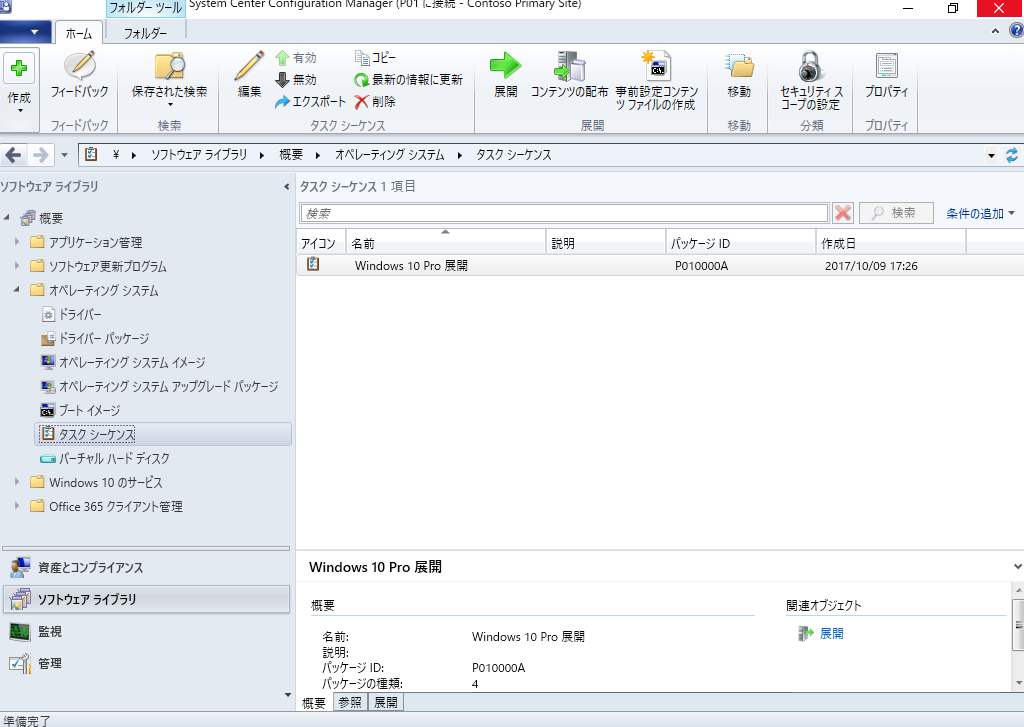 フォルダー ツール
System Center Configuration Manager (P01 に接続 - Contoso Primary Site)
ホーム
フォルダー
作成
フィードバック
フィードバック
保存された検索
検索
編集
有効
無効
エクスポート
コピー
最新の情報に更新
削除
タスク シーケンス
展開
コンテンツの配布
事前設定コンテン
ツ ファイルの作成
展開
移動
移動
セキュリティ ス
コープの設定
分類
プロパティ
プロパティ
¥ ソフトウェア ライブラリ 概要 オペレーティング システム タスク シーケンス
ソフトウェア ライブラリ
概要
アプリケーション管理
ソフトウェア更新プログラム
オペレーティング システム
ドライバー
ドライバー パッケージ
オペレーティング システム イメージ
オペレーティング システム アップグレード パッケージ
ブート イメージ
タスク シーケンス
バーチャル ハード ディスク
Windows 10 のサービス
Office 365 クライアント管理
資産とコンプライアンス
ソフトウェア ライブラリ
監視
管理
タスク シーケンス 1 項目
検索
検索
条件の追加
アイコン 名前 説明 パッケージ ID 作成日
Windows 10 Pro 展開 P010000A 2017/10/09 17:26
Windows 10 Pro 展開
概要
名前: Windows 10 Pro 展開
説明:
パッケージ ID: P010000A
パッケージの種類: 4
関連オブジェクト
展開
概要 参照 展開
準備完了